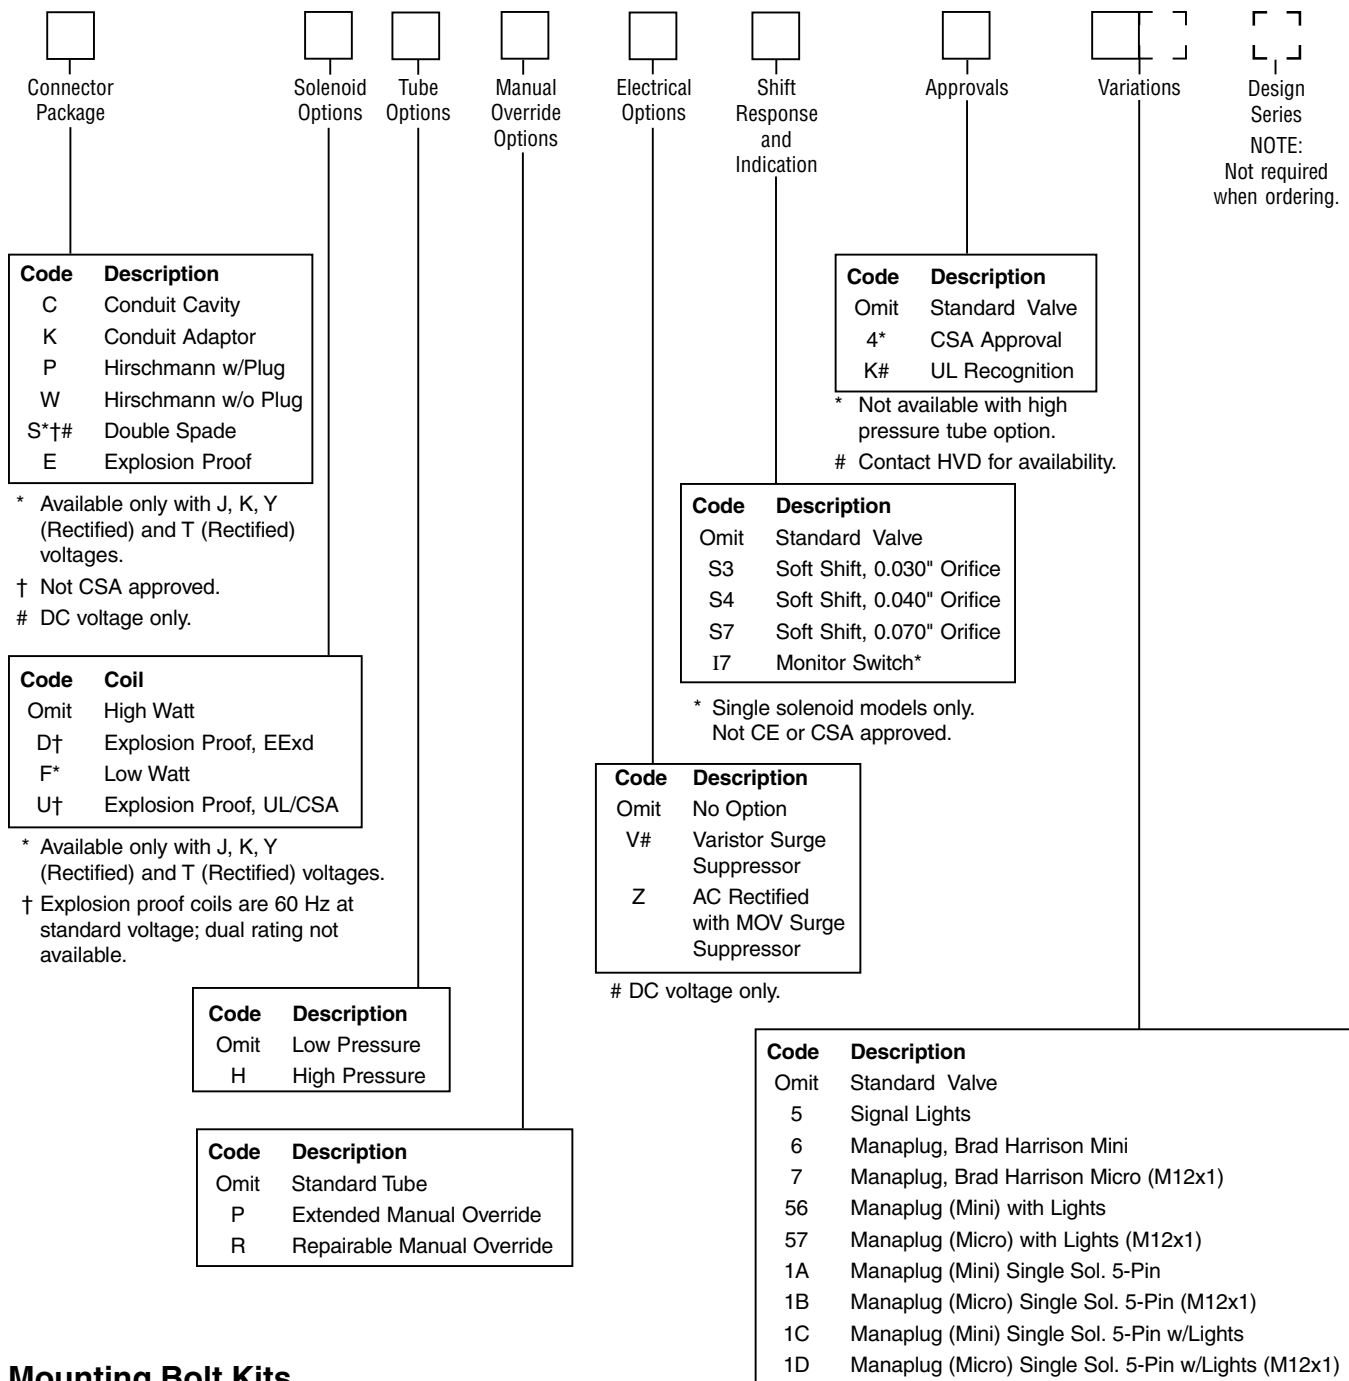 Connector
Package
Solenoid
Options
Tube
Options
Manual
Override
Options
Electrical
Options
Shift
Response
and
Indication
Approvals
Variations
Design
Series
NOTE:
Not required
when ordering.
Code Description
C Conduit Cavity
K Conduit Adaptor
P Hirschmann w/Plug
W Hirschmann w/o Plug
S*†# Double Spade
E Explosion Proof
* Available only with J, K, Y
(Rectified) and T (Rectified)
voltages.
† Not CSA approved.
# DC voltage only.
Code Description
Omit Standard Valve
4* CSA Approval
K# UL Recognition
* Not available with high
pressure tube option.
# Contact HVD for availability.
Code Description
Omit Standard Valve
S3 Soft Shift, 0.030" Orifice
S4 Soft Shift, 0.040" Orifice
S7 Soft Shift, 0.070" Orifice
I7 Monitor Switch*
* Single solenoid models only.
Not CE or CSA approved.
Code Coil
Omit High Watt
D† Explosion Proof, EExd
F* Low Watt
U† Explosion Proof, UL/CSA
* Available only with J, K, Y
(Rectified) and T (Rectified) voltages.
† Explosion proof coils are 60 Hz at
standard voltage; dual rating not
available.
Code Description
Omit No Option
V# Varistor Surge
Suppressor
Z AC Rectified
with MOV Surge
Suppressor
# DC voltage only.
Code Description
Omit Low Pressure
H High Pressure
Code Description
Omit Standard Tube
P Extended Manual Override
R Repairable Manual Override
Code Description
Omit Standard Valve
5 Signal Lights
6 Manaplug, Brad Harrison Mini
7 Manaplug, Brad Harrison Micro (M12x1)
56 Manaplug (Mini) with Lights
57 Manaplug (Micro) with Lights (M12x1)
1A Manaplug (Mini) Single Sol. 5-Pin
1B Manaplug (Micro) Single Sol. 5-Pin (M12x1)
1C Manaplug (Mini) Single Sol. 5-Pin w/Lights
1D Manaplug (Micro) Single Sol. 5-Pin w/Lights (M12x1)
Mounting Bolt Kits